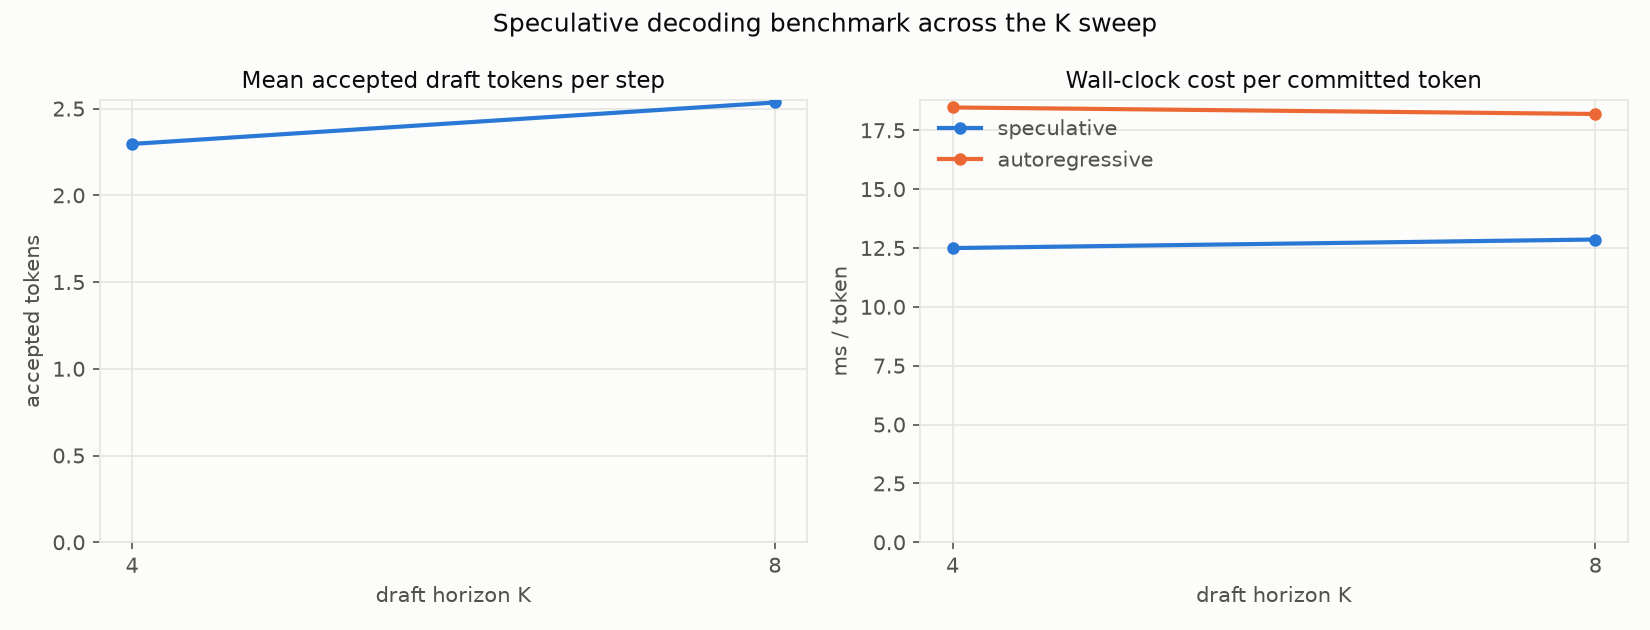 Speculative decoding benchmark across the K sweep
Mean accepted draft tokens per step
accepted tokens
2.5
2.0
1.5
1.0
0.5
0.0
4
8
draft horizon K
Wall-clock cost per committed token
ms / token
17.5
15.0
12.5
10.0
7.5
5.0
2.5
0.0
speculative
autoregressive
4
8
draft horizon K